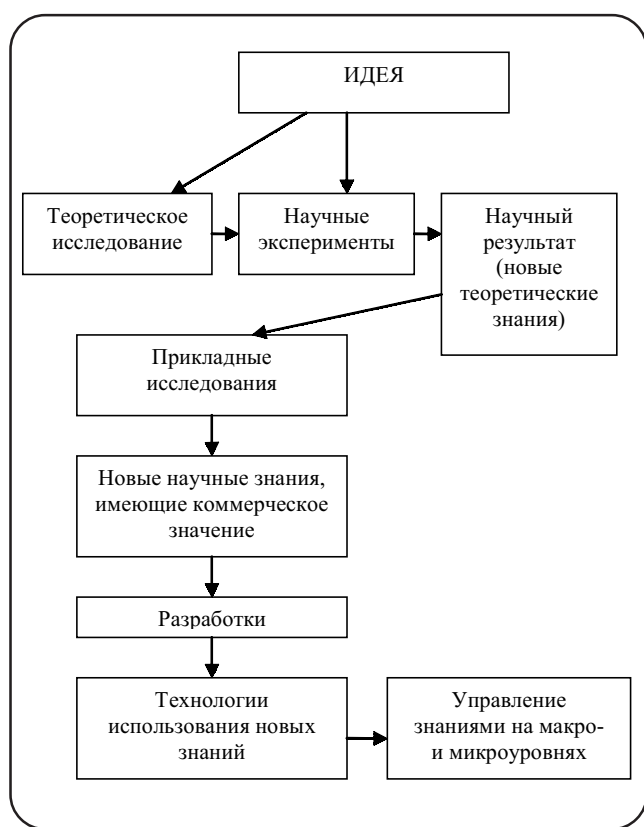 ИДЕЯ
Теоретическое
исследование
Научные
эксперименты
Научный
результат
(новые
теоретические
знания)
Прикладные
исследования
Новые научные знания,
имеющие коммерческое
значение
Разработки
Технологии
использования новых
знаний
Управление
знаниями на макро-
и микроуровнях